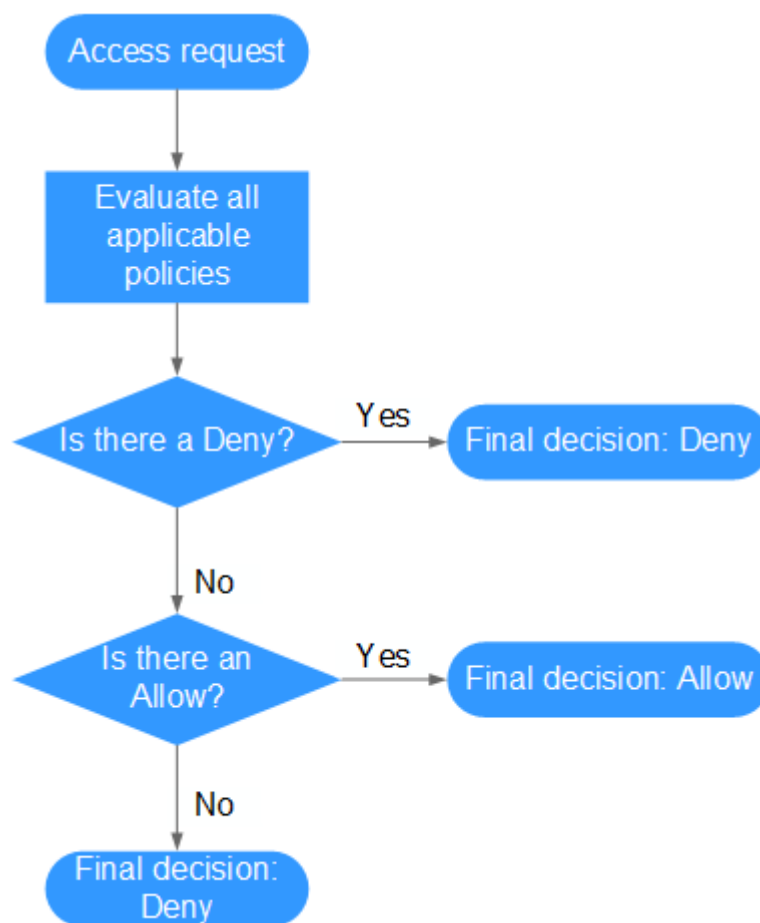 Access request
Evaluate all
applicable
policies
Is there a Deny?
Yes
Final decision: Deny
No
Is there an
Allow?
Yes
Final decision: Allow
No
Final decision:
Deny